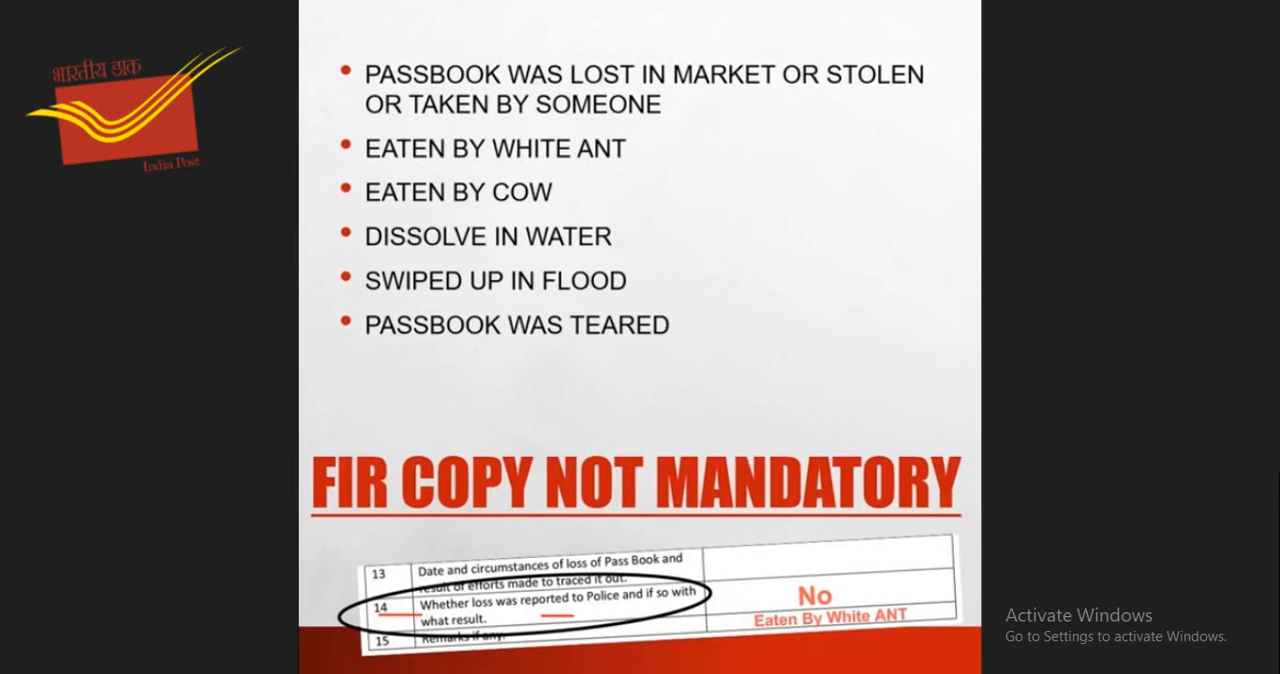 भारतीय डाक
India Post
PASSBOOK WAS LOST IN MARKET OR STOLEN
OR TAKEN BY SOMEONE
EATEN BY WHITE ANT
EATEN BY COW
DISSOLVE IN WATER
SWIPED UP IN FLOOD
PASSBOOK WAS TEARED
FIR COPY NOT MANDATORY
13 Date and circumstances of loss of Pass Book and
result of efforts made to traced it out.
14 Whether loss was reported to Police and if so with
what result.
No
Eaten By White ANT
15 Remarks if any.
Activate Windows
Go to Settings to activate Windows.